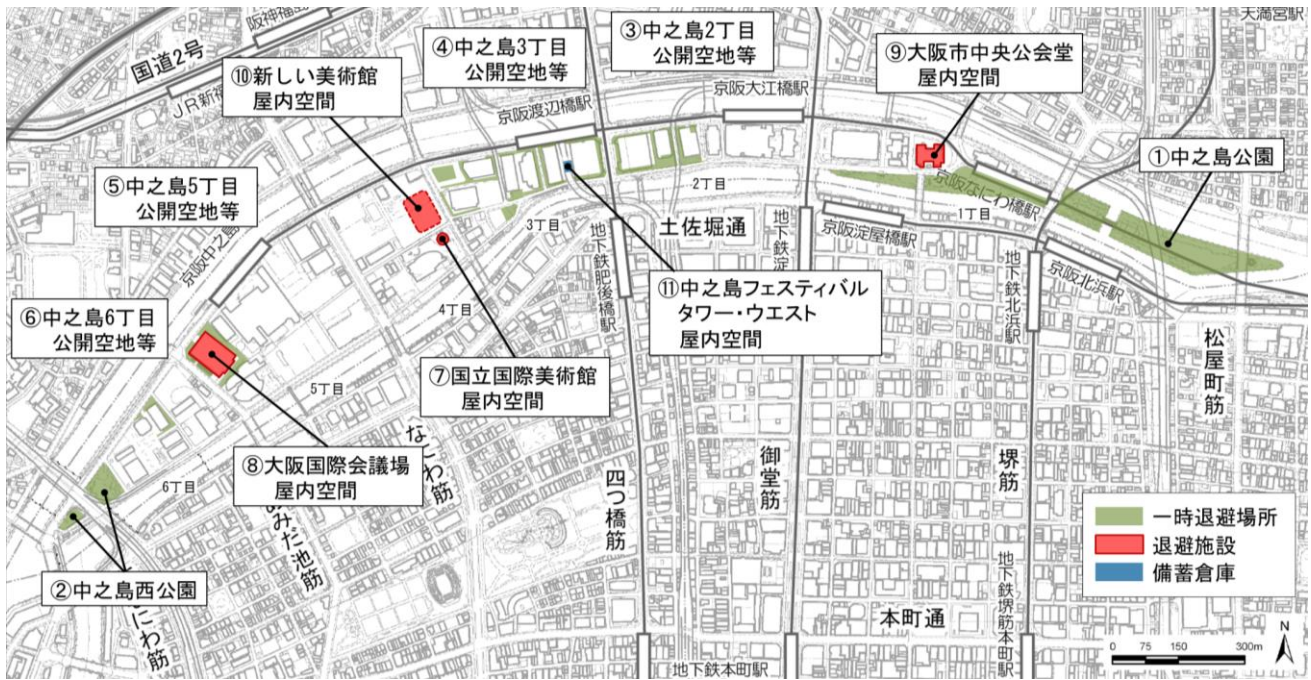 阪神福島
天満宮駅
国道2号
JR新福
④中之島3丁目
公開空地等
③中之島2丁目
公開空地等
⑨大阪市中央公会堂
屋内空間
⑩新しい美術館
屋内空間
京阪渡辺橋駅
京阪大江橋駅
①中之島公園
⑤中之島5丁目
公開空地等
京阪中之島
京阪なにわ橋駅
2丁目
1丁目
3丁目
土佐堀通
京阪淀屋橋駅
地下鉄肥後橋駅
地下鉄淀
地下鉄北浜駅
京阪北浜駅
⑥中之島6丁目
公開空地等
4丁目
⑪中之島フェスティバル
タワー・ウエスト
屋内空間
⑦国立国際美術館
屋内空間
5丁目
松屋町筋
なにわ筋
⑧大阪国際会議場
屋内空間
6丁目
あみだ池筋
四つ橋筋
御堂筋
堺筋
②中之島西公園
にわ筋
一時退避場所
退避施設
備蓄倉庫
地下鉄堺筋本町駅
本町通
地下鉄本町駅
N
0 75 150 300m